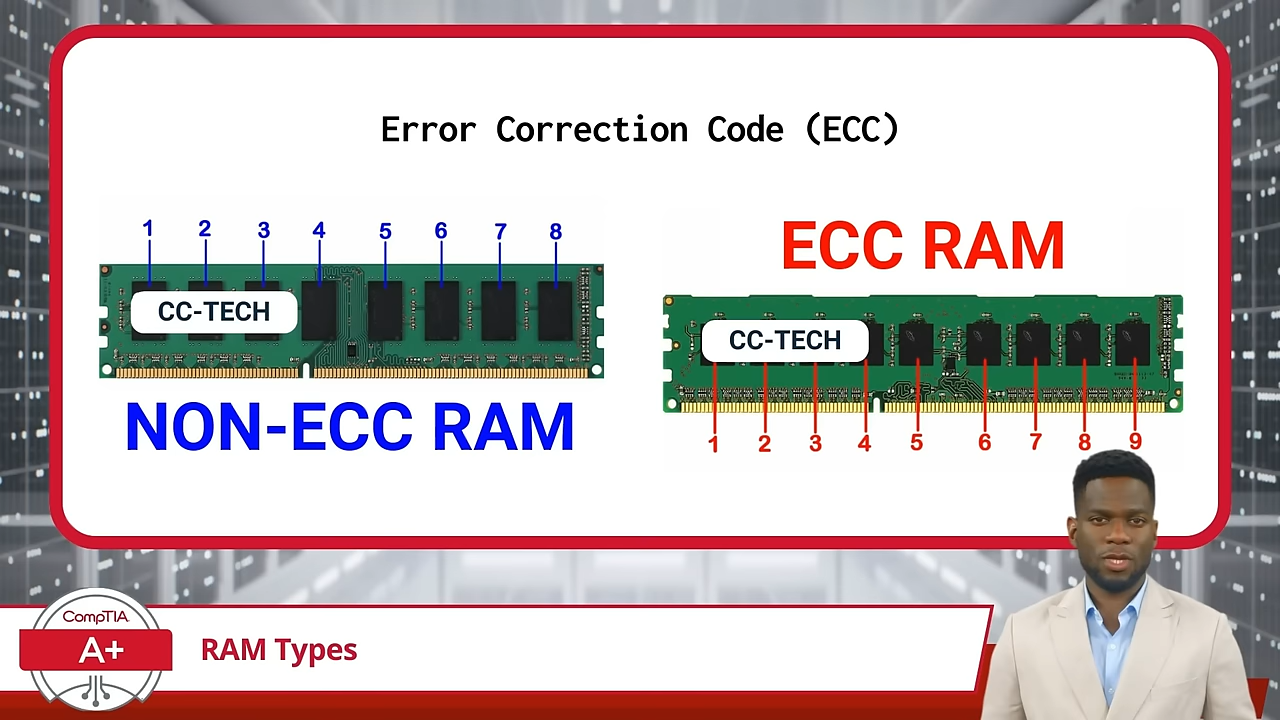 Error Correction Code (ECC)
1 2 3 4 5 6 7 8
CC-TECH
NON-ECC RAM
ECC RAM
CC-TECH
1 2 3 4 5 6 7 8 9
CompTIA
A+
RAM Types